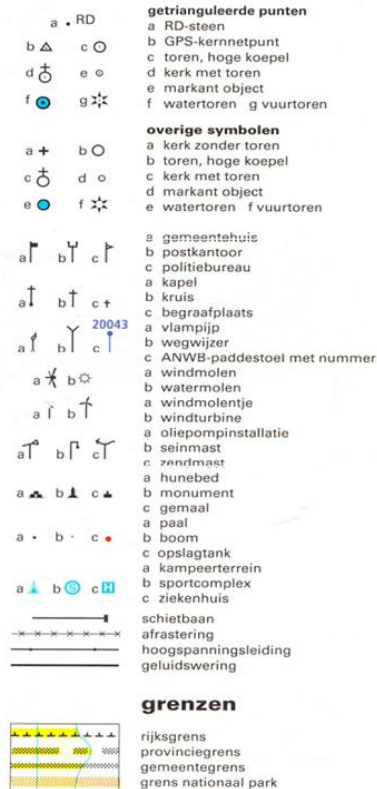 getrianguleerde punten
a RD a RD-steen
b c b GPS-kernnetpunt
c toren, hoge koepel
d e d kerk met toren
e markant object
f g f watertoren g vuurtoren
overige symbolen
a b a kerk zonder toren
b toren, hoge koepel
c d c kerk met toren
d markant object
e f e watertoren f vuurtoren
a gemeentehuis
a b c b postkantoor
c politiebureau
a kapel
a b c b kruis
c begraafplaats
20043 a vlampijp
a b c b wegwijzer
c ANWB-paddestoel met nummer
a b a windmolen
b watermolen
a b a windmolentje
b windturbine
a oliepompinstallatie
a b c b seinmast
c zendmast
a hunebed
a b c b monument
c gemaal
a paal
a b c b boom
c opslagtank
a kampeerterrein
a b S c H b sportcomplex
c ziekenhuis
schietbaan
afrastering
hoogspanningsleiding
geluidswering
grenzen
rijksgrens
provinciegrens
gemeentegrens
grens nationaal park